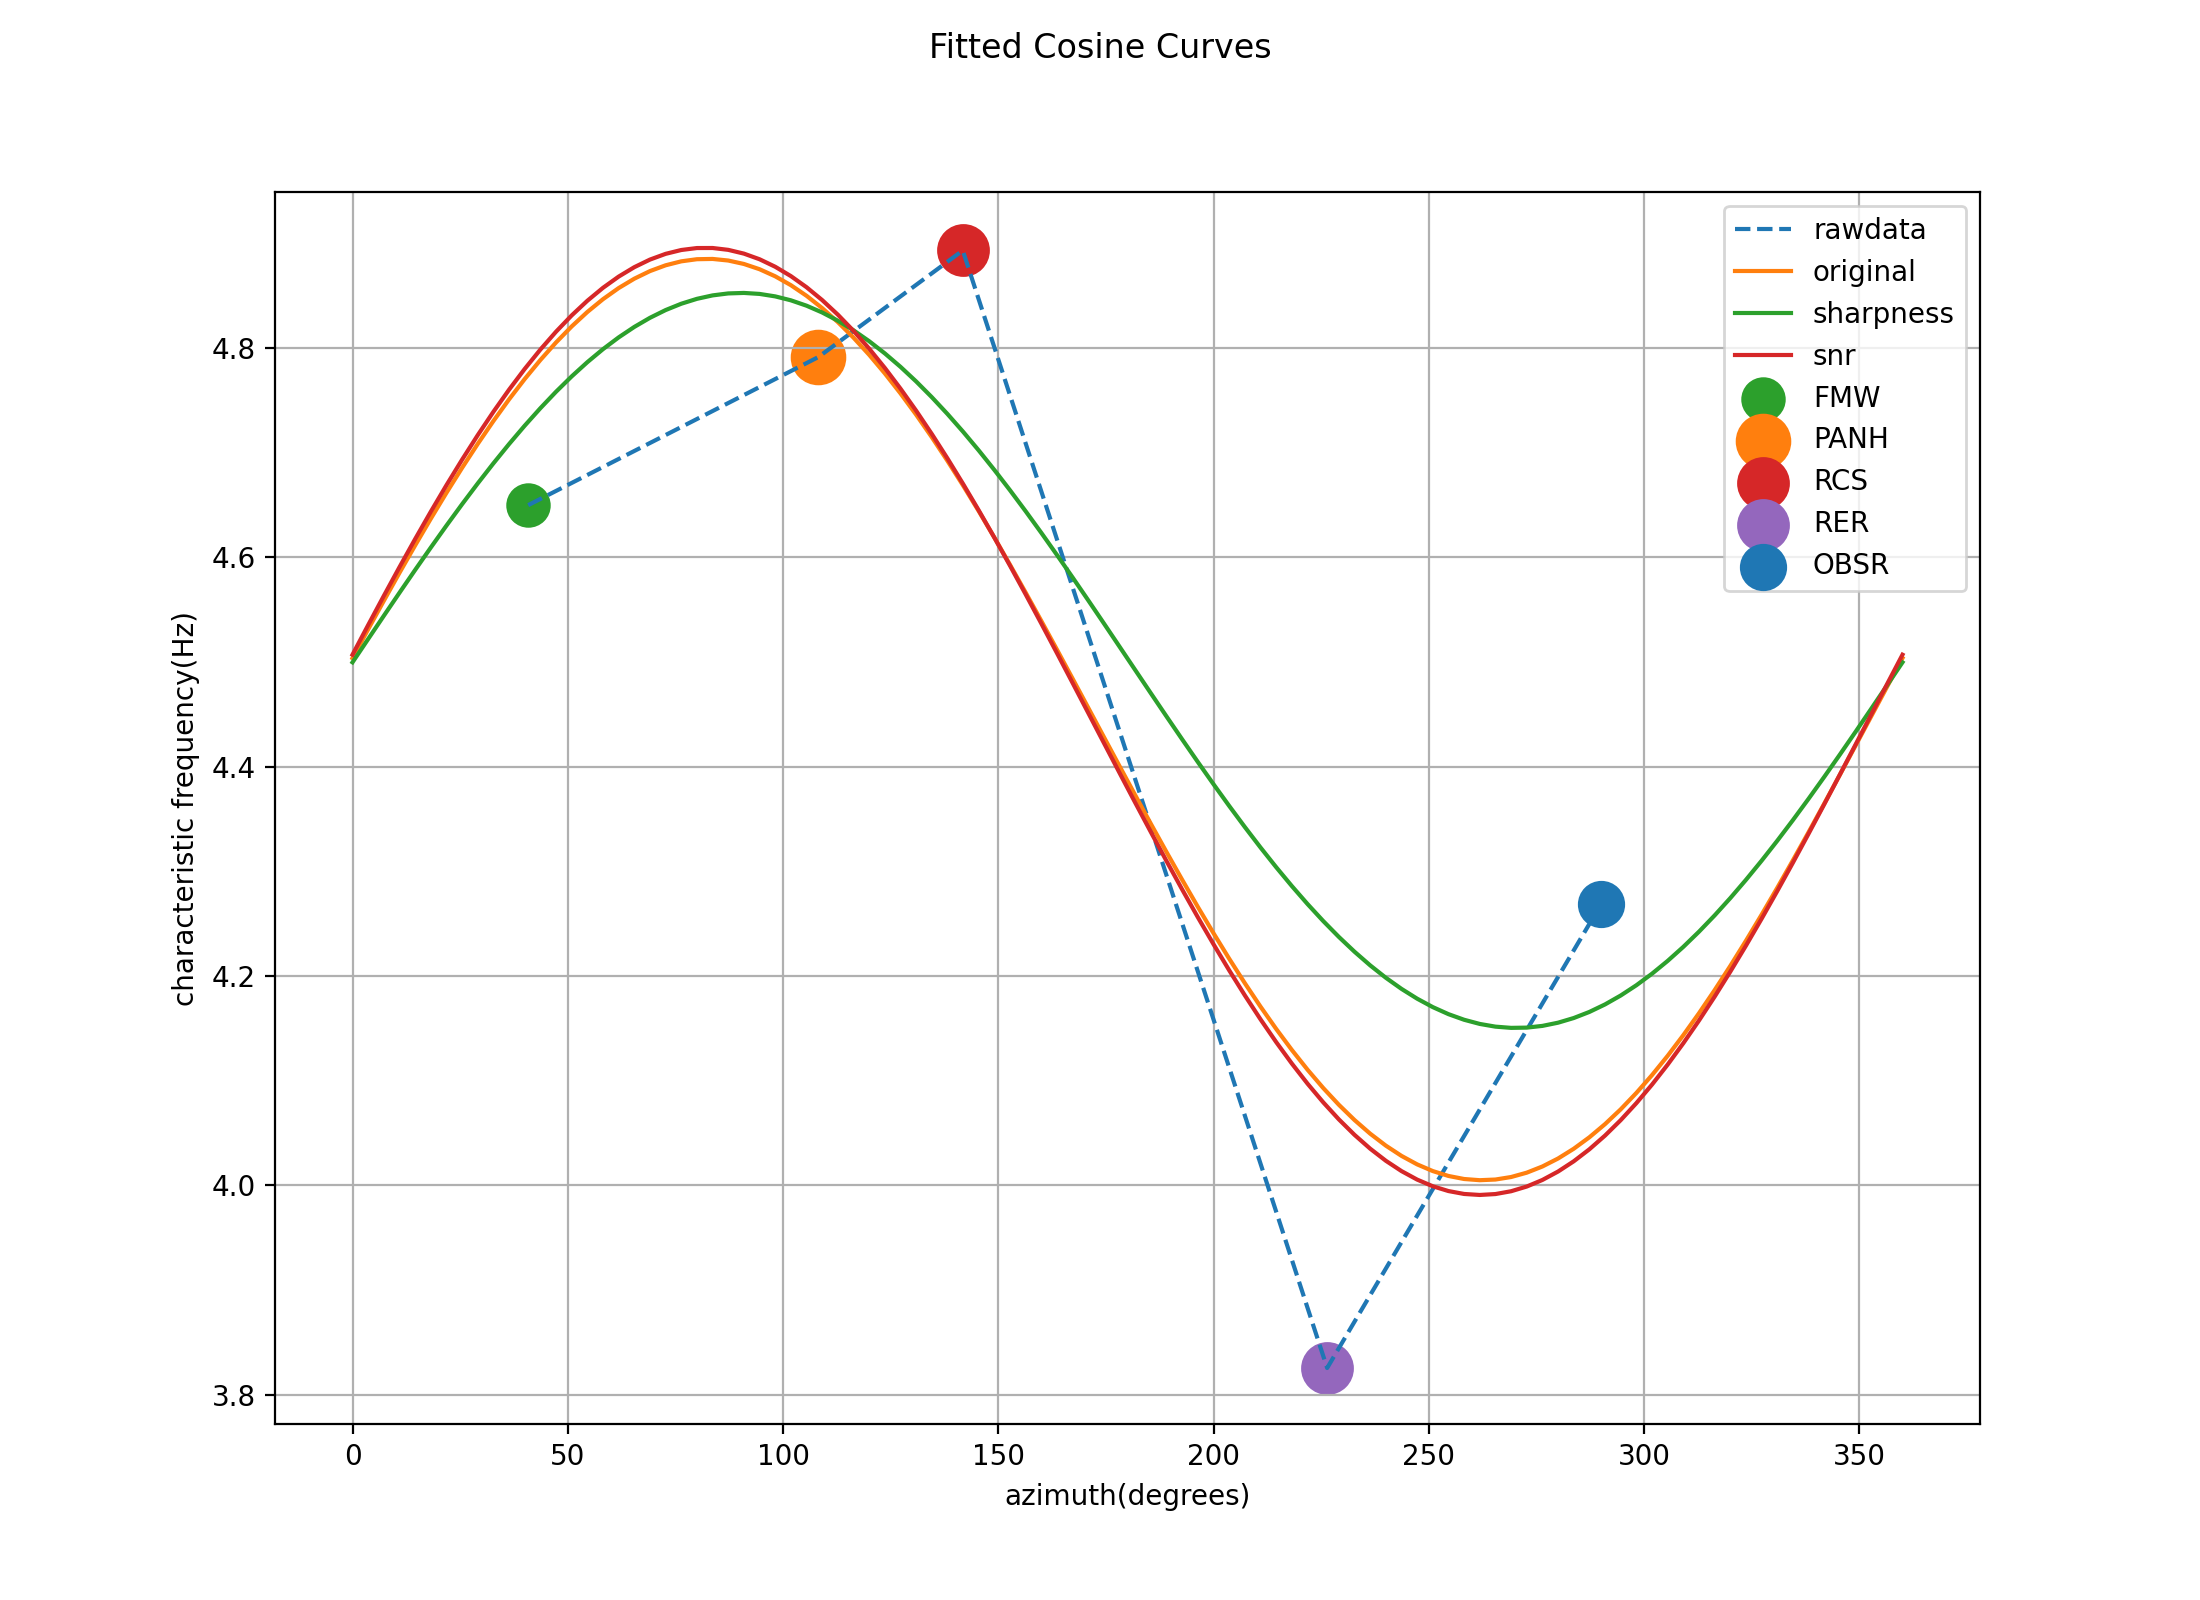 Fitted Cosine Curves
rawdata
original
sharpness
snr
FMW
PANH
RCS
RER
OBSR
characteristic frequency(Hz)
4.8
4.6
4.4
4.2
4.0
3.8
0 50 100 150 200 250 300 350
azimuth(degrees)